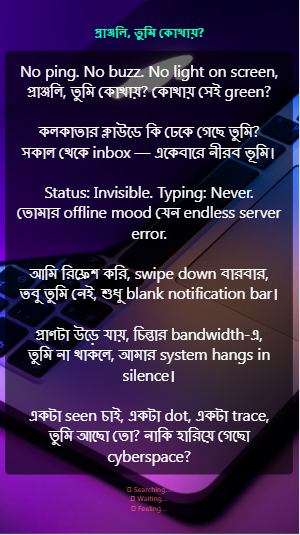 প্রাঞ্জলি, তুমি কোথায়?
No ping. No buzz. No light on screen,
প্রাঞ্জলি, তুমি কোথায়? কোথায় সেই green?
কলকাতার ক্লাউডে কি ঢেকে গেছে তুমি?
সকাল থেকে inbox — একেবারে নীরব ভূমি।
Status: Invisible. Typing: Never.
তোমার offline mood যেন endless server
error.
আমি রিফ্রেশ করি, swipe down বারবার,
তবু তুমি নেই, শুধু blank notification bar।
প্রাণটা উড়ে যায়, চিন্তার bandwidth-এ,
তুমি না থাকলে, আমার system hangs in
silence।
একটা seen চাই, একটা dot, একটা trace,
তুমি আছো তো? নাকি হারিয়ে গেছো
cyberspace?
Searching...
Waiting...
Feeling...